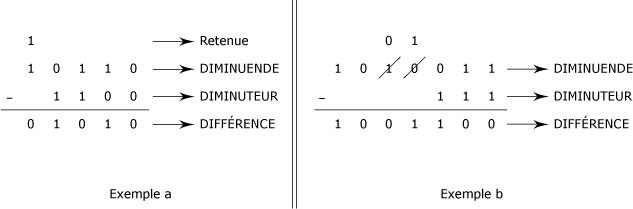 1 Retenue
1 0 1 1 0 DIMINUENDE
- 1 1 0 0 DIMINUTEUR
0 1 0 1 0 DIFFÉRENCE
Exemple a
0 1
1 0 1 0 0 1 1 DIMINUENDE
- 1 1 1 DIMINUTEUR
1 0 0 1 1 0 0 DIFFÉRENCE
Exemple b